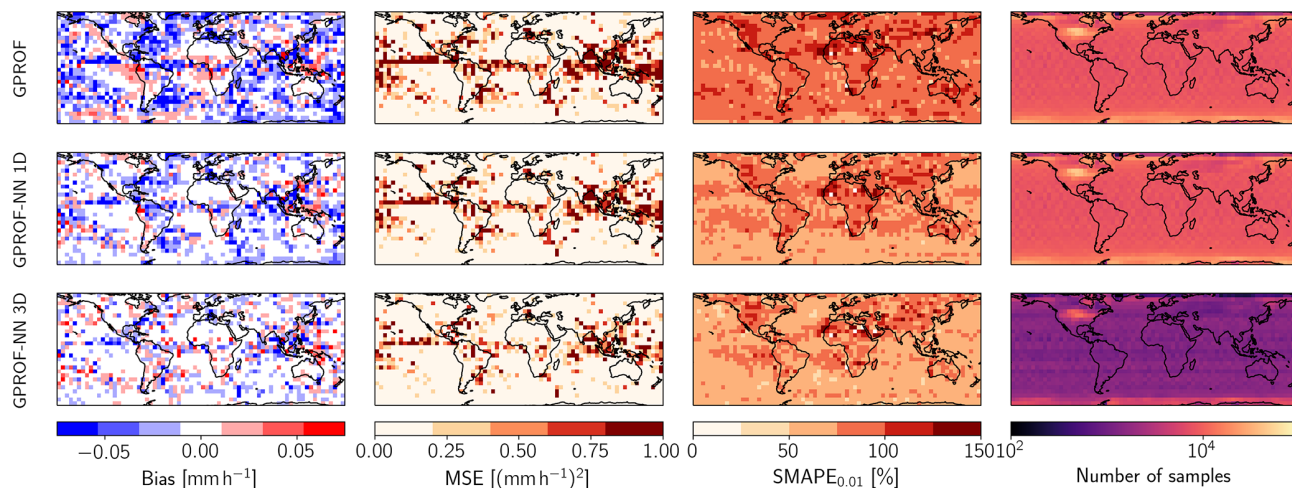 GPROF
GPROF-NN 1D
GPROF-NN 3D
−0.05 0.00 0.05
Bias [mm h⁻¹]
0.00 0.25 0.50 0.75 1.00
MSE [(mm h⁻¹)²]
0 50 100 150
SMAPE₀.₀₁ [%]
10² 10⁴
Number of samples